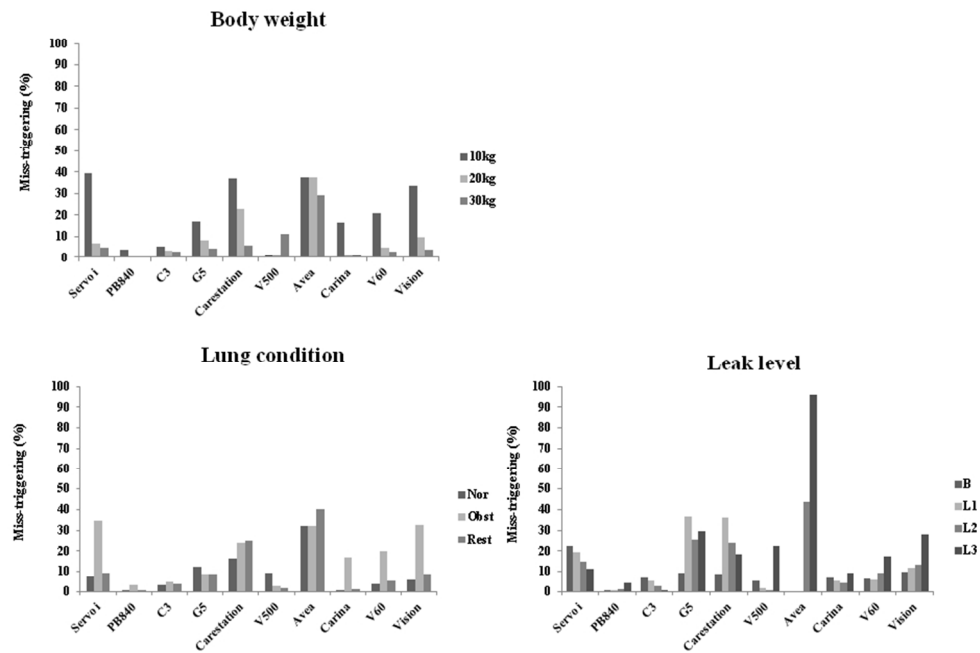 Body weight
Miss-triggering (%)
100
90
80
70
60
50
40
30
20
10
0
Servo i
PB840
C3
G5
Carestation
V500
Avea
Carina
V60
Vision
10kg
20kg
30kg
Lung condition
Miss-triggering (%)
100
90
80
70
60
50
40
30
20
10
0
Servo i
PB840
C3
G5
Carestation
V500
Avea
Carina
V60
Vision
Nor
Obst
Rest
Leak level
Miss-triggering (%)
100
90
80
70
60
50
40
30
20
10
0
Servo i
PB840
C3
G5
Carestation
V500
Avea
Carina
V60
Vision
B
L1
L2
L3